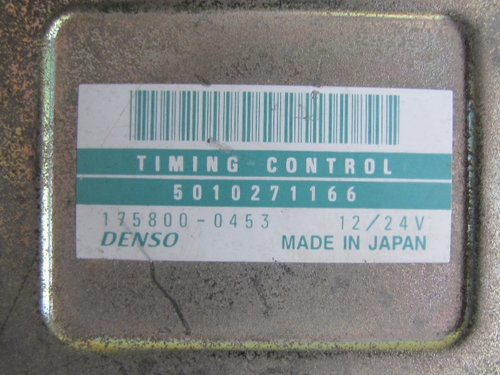 TIMING CONTROL
5010271166
175800-0453 12/24V
DENSO MADE IN JAPAN